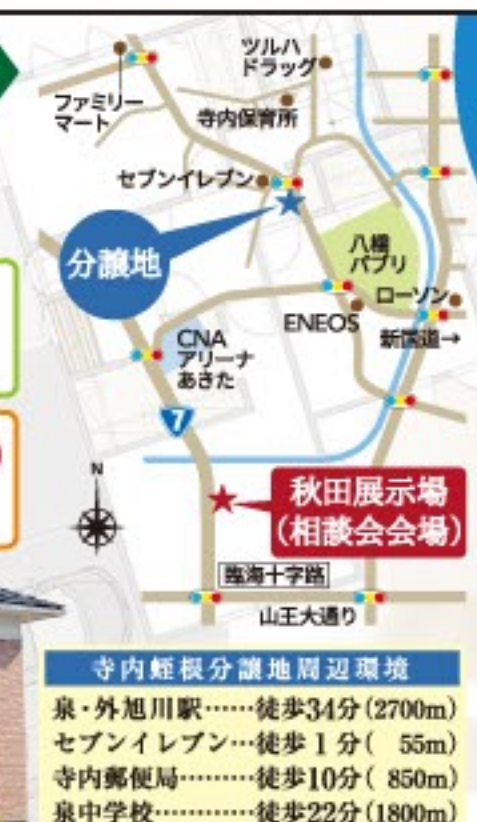 ツルハ
ドラッグ
ファミリー
マート
寺内保育所
セブンイレブン
分譲地
八橋
パブリ
ローソン
ENEOS
新国道→
CNA
アリーナ
あきた
7
N
秋田展示場
(相談会会場)
臨海十字路
山王大通り
寺内蛭根分譲地周辺環境
泉・外旭川駅……徒歩34分(2700m)
セブンイレブン…徒歩 1 分( 55m)
寺内郵便局………徒歩10分( 850m)
泉中学校…………徒歩22分(1800m)